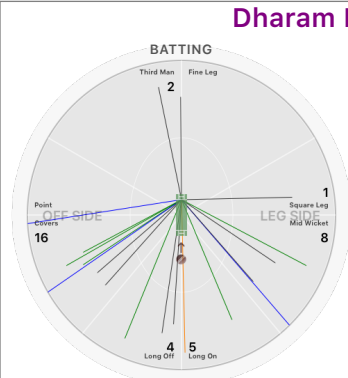 Dharam
BATTING
Third Man
Fine Leg
2
1
Point
Square Leg
OFF SIDE
LEG SIDE
Covers
Mid Wicket
16
8
4
5
Long Off
Long On